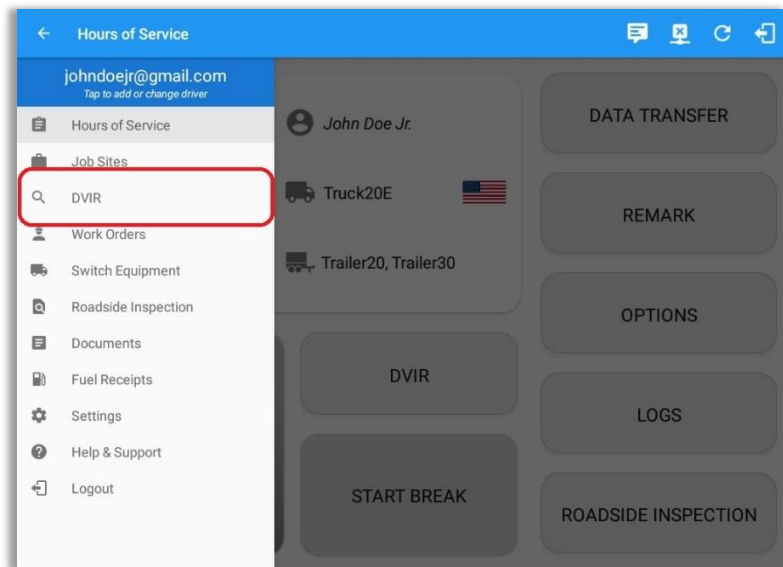 Hours of Service
johndoejr@gmail.com
Tap to add or change driver
Hours of Service
Job Sites
DVIR
Work Orders
Switch Equipment
Roadside Inspection
Documents
Fuel Receipts
Settings
Help & Support
Logout
John Doe Jr.
Truck20E
Trailer20, Trailer30
DVIR
START BREAK
DATA TRANSFER
REMARK
OPTIONS
LOGS
ROADSIDE INSPECTION